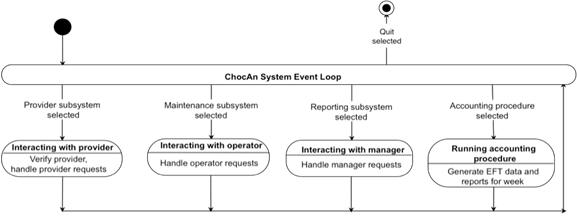 Quit
selected
ChocAn System Event Loop
Provider subsystem
selected
Maintenance subsystem
selected
Reporting subsystem
selected
Accounting procedure
selected
Interacting with provider
Verify provider,
handle provider requests
Interacting with operator
Handle operator requests
Interacting with manager
Handle manager requests
Running accounting
procedure
Generate EFT data and
reports for week